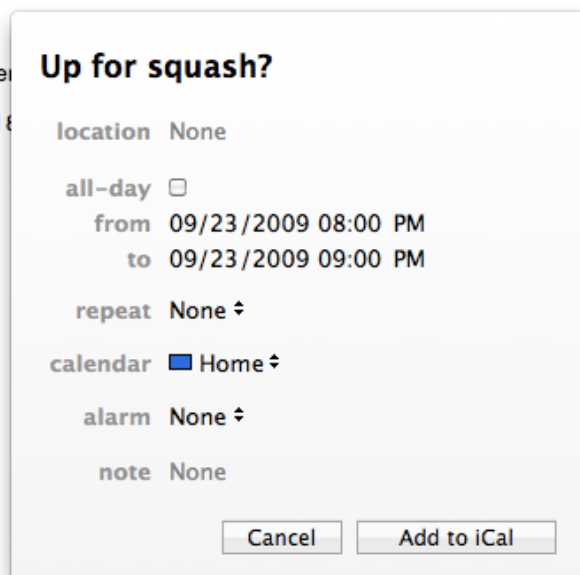 Up for squash?
location None
all-day
from 09/23/2009 08:00 PM
to 09/23/2009 09:00 PM
repeat None
calendar Home
alarm None
note None
Cancel Add to iCal